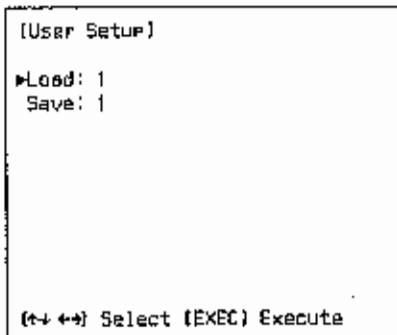 [User Setup]
►Load: 1
Save: 1
[↑↓ ←→] Select [EXEC] Execute